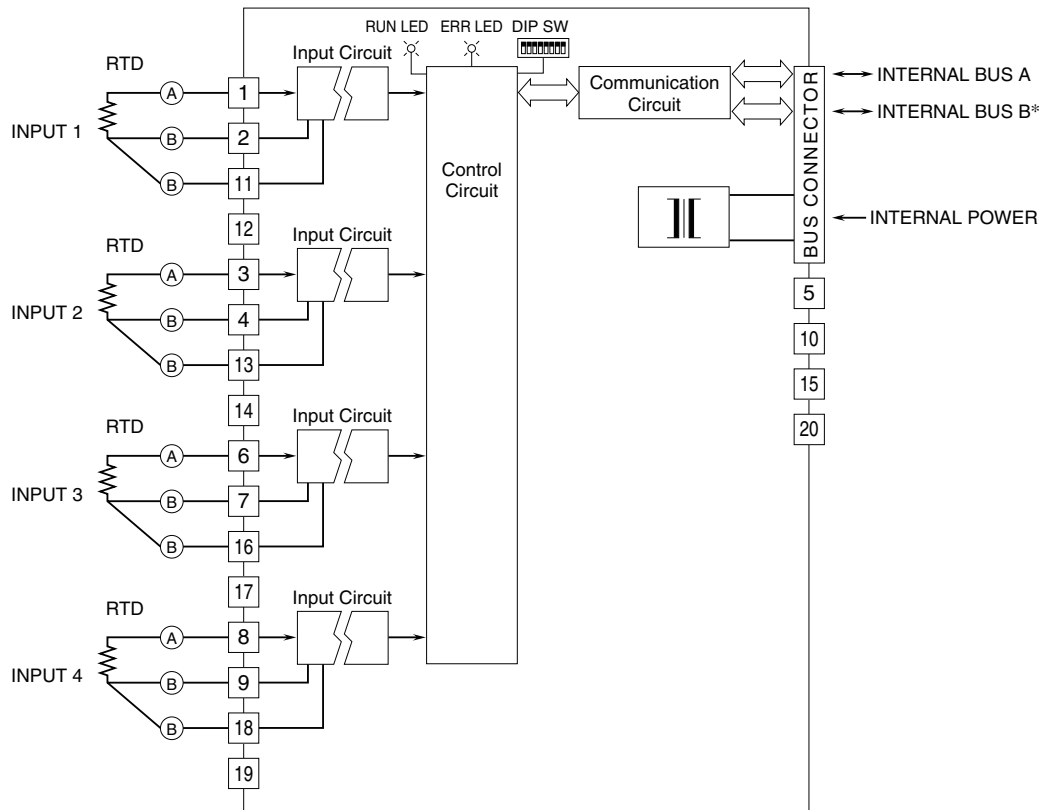 RUN LED
ERR LED
DIP SW
Input Circuit
RTD
A
1
INPUT 1
B
2
B
11
12
Communication
Circuit
BUS CONNECTOR
INTERNAL BUS A
INTERNAL BUS B*
INTERNAL POWER
Control
Circuit
Input Circuit
RTD
A
3
INPUT 2
B
4
B
13
14
5
10
15
20
Input Circuit
RTD
A
6
INPUT 3
B
7
B
16
17
Input Circuit
RTD
A
8
INPUT 4
B
9
B
18
19